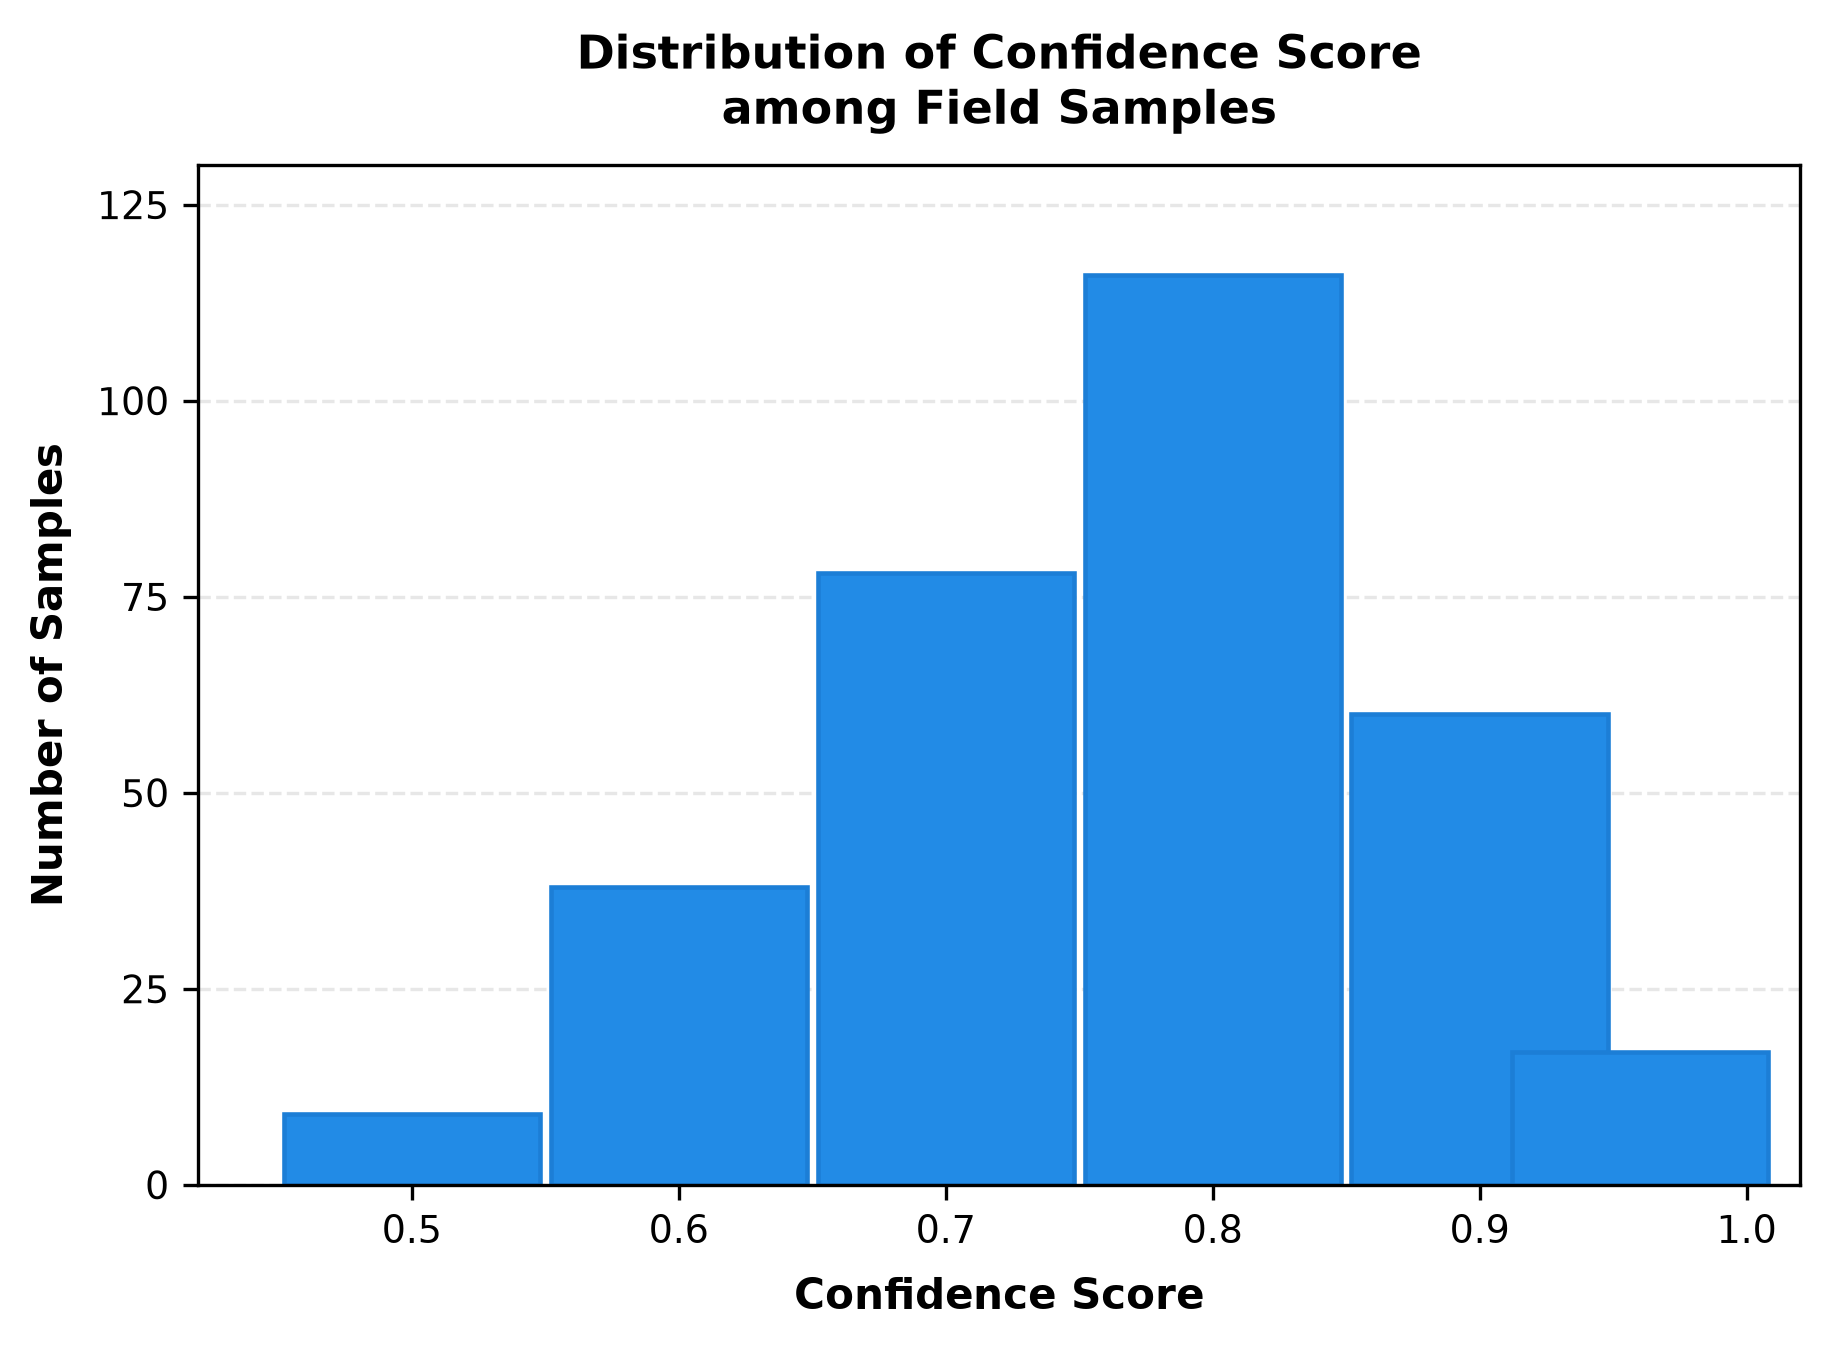 Distribution of Confidence Score
among Field Samples
125
100
75
50
25
0
Number of Samples
0.5 0.6 0.7 0.8 0.9 1.0
Confidence Score